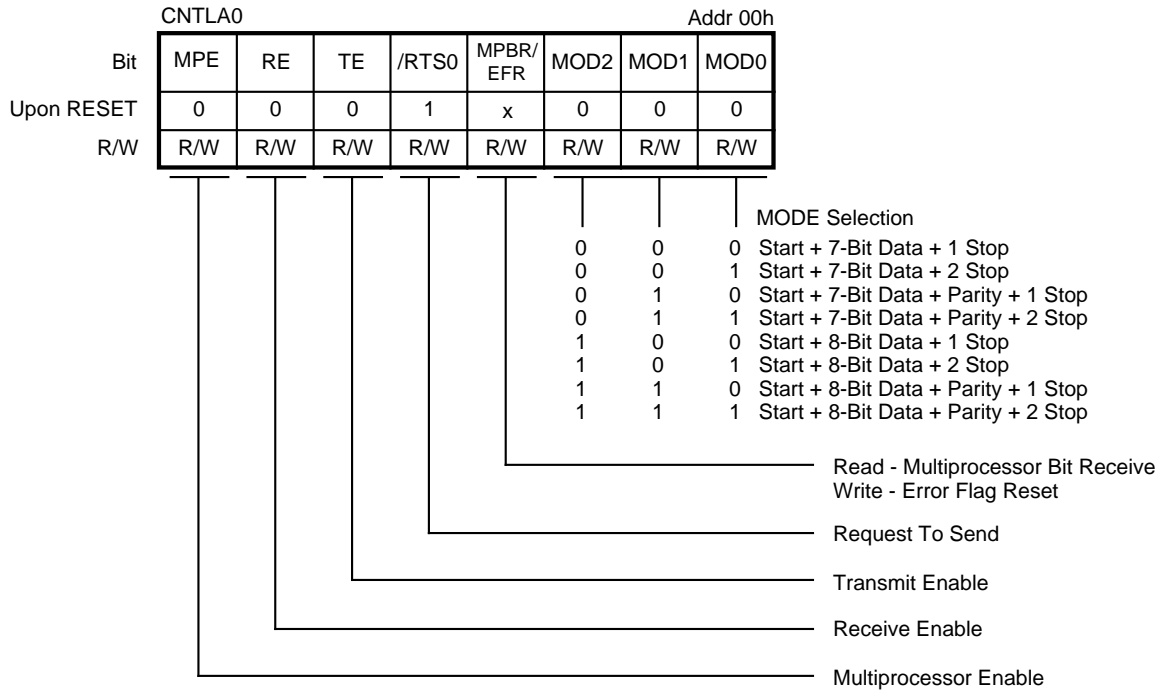 CNTLA0 Addr 00h
Bit MPE RE TE /RTS0 MPBR/ EFR MOD2 MOD1 MOD0
Upon RESET 0 0 0 1 x 0 0 0
R/W R/W R/W R/W R/W R/W R/W R/W R/W
MODE Selection
0 0 0 Start + 7-Bit Data + 1 Stop
0 0 1 Start + 7-Bit Data + 2 Stop
0 1 0 Start + 7-Bit Data + Parity + 1 Stop
0 1 1 Start + 7-Bit Data + Parity + 2 Stop
1 0 0 Start + 8-Bit Data + 1 Stop
1 0 1 Start + 8-Bit Data + 2 Stop
1 1 0 Start + 8-Bit Data + Parity + 1 Stop
1 1 1 Start + 8-Bit Data + Parity + 2 Stop
Read - Multiprocessor Bit Receive
Write - Error Flag Reset
Request To Send
Transmit Enable
Receive Enable
Multiprocessor Enable